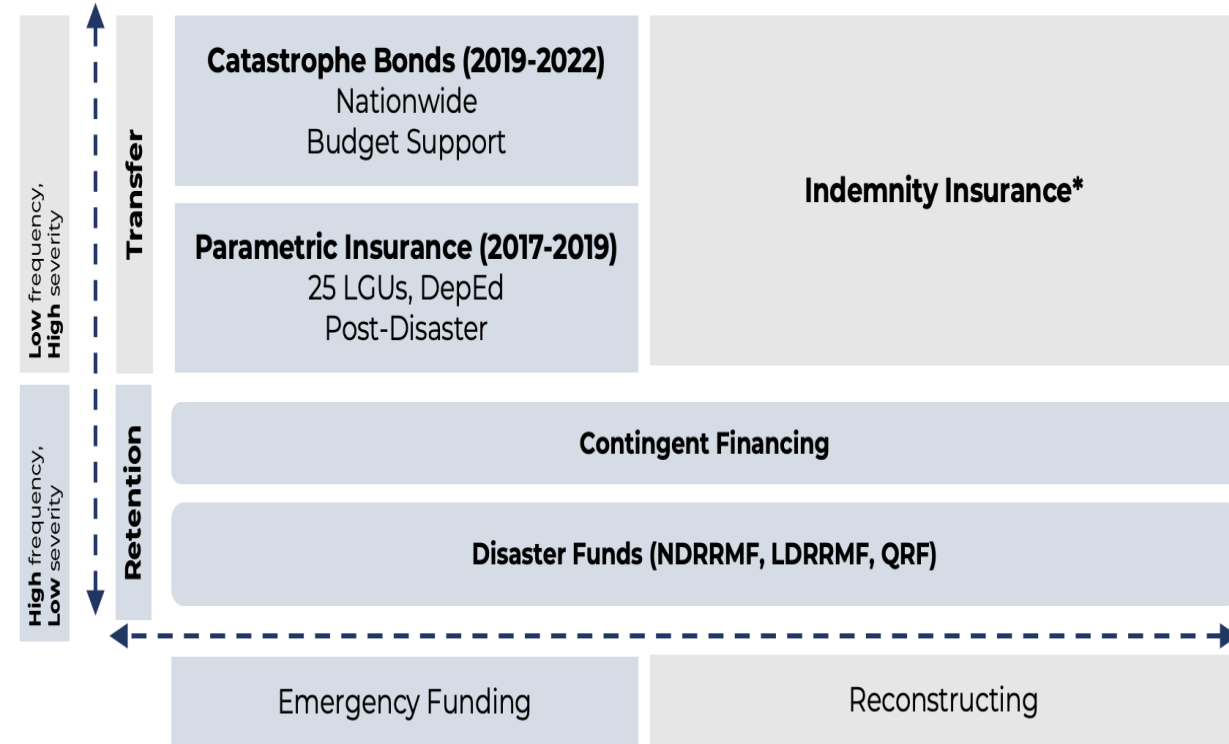 Catastrophe Bonds (2019-2022)
Nationwide
Budget Support
Indemnity Insurance*
Parametric Insurance (2017-2019)
25 LGUs, DepEd
Post-Disaster
Transfer
Low frequency,
High severity
Contingent Financing
Disaster Funds (NDRRMF, LDRRMF, QRF)
Retention
High frequency,
Low severity
Emergency Funding
Reconstructing